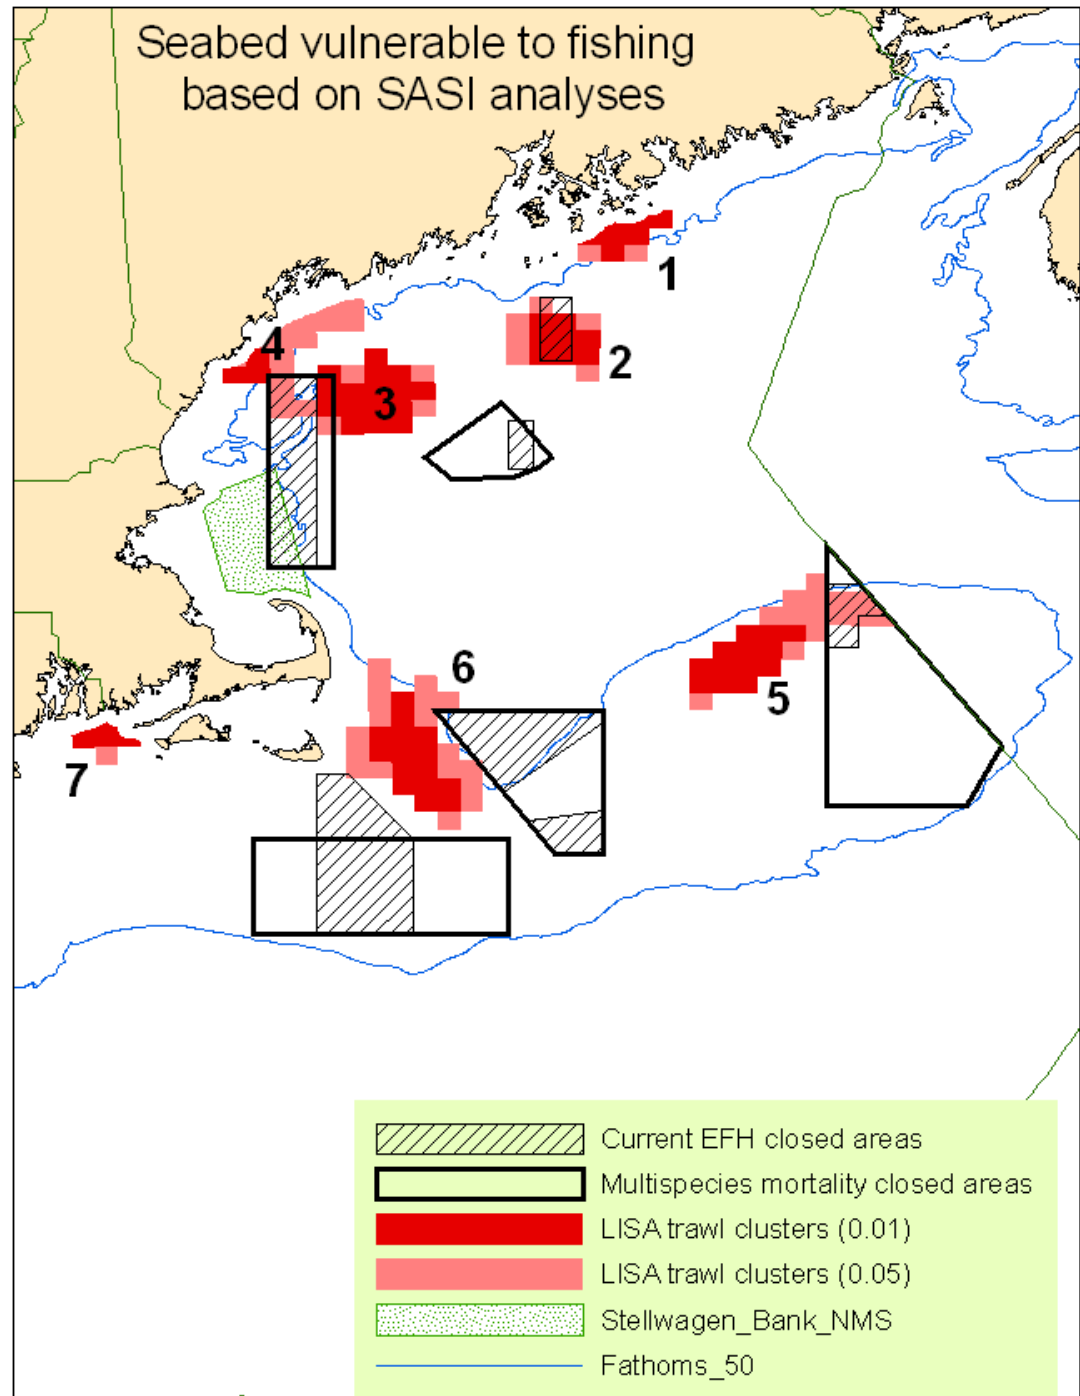 Seabed vulnerable to fishing
based on SASI analyses
1
2
4
3
6
5
7
Current EFH closed areas
Multispecies mortality closed areas
LISA trawl clusters (0.01)
LISA trawl clusters (0.05)
Stellwagen_Bank_NMS
Fathoms_50